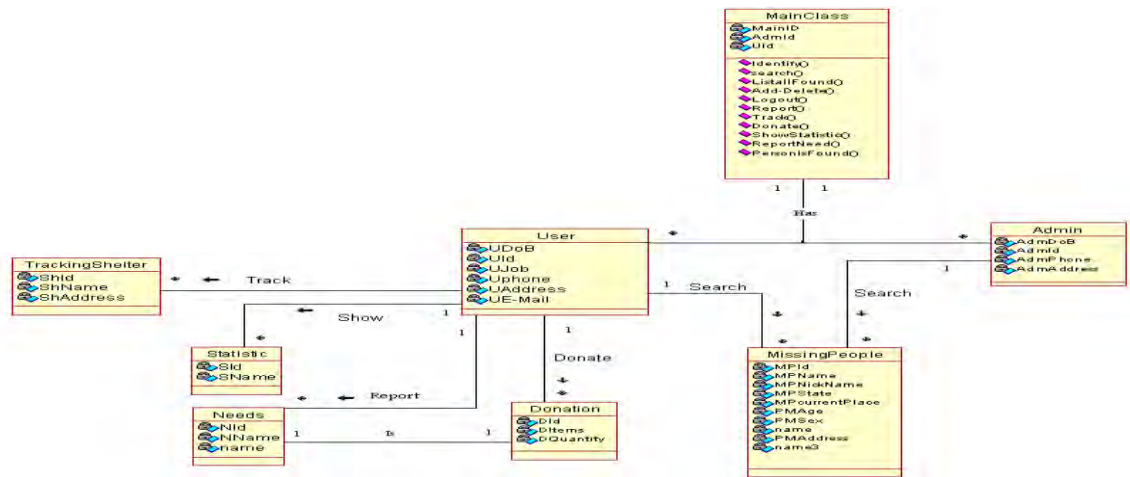 MainClass
MainID
AdmId
UId
Identify()
search()
ListallFound()
Add-Delete()
Logout()
Report()
Track()
Donate()
ShowStatistic()
ReportNeed()
PersonIsFound()
1 1
Has
* *
User
UDoB
UId
UJob
Uphone
UAddress
UE-Mail
Admin
AdmDoB
AdmId
AdmPhone
AdmAddress
TrackingShelter
ShId
ShName
ShAddress
* Track
1 Search
1
Search
Show 1
1 1
* *
*
Statistic
SId
SName
Donate
MissingPeople
MPId
MPName
MPNickName
MPState
MPcurrentPlace
PMAge
PMSex
name
PMAddress
name3
* Report
*
Needs
NId
NName
name
1 Is 1
Donation
DId
DItems
DQuantity